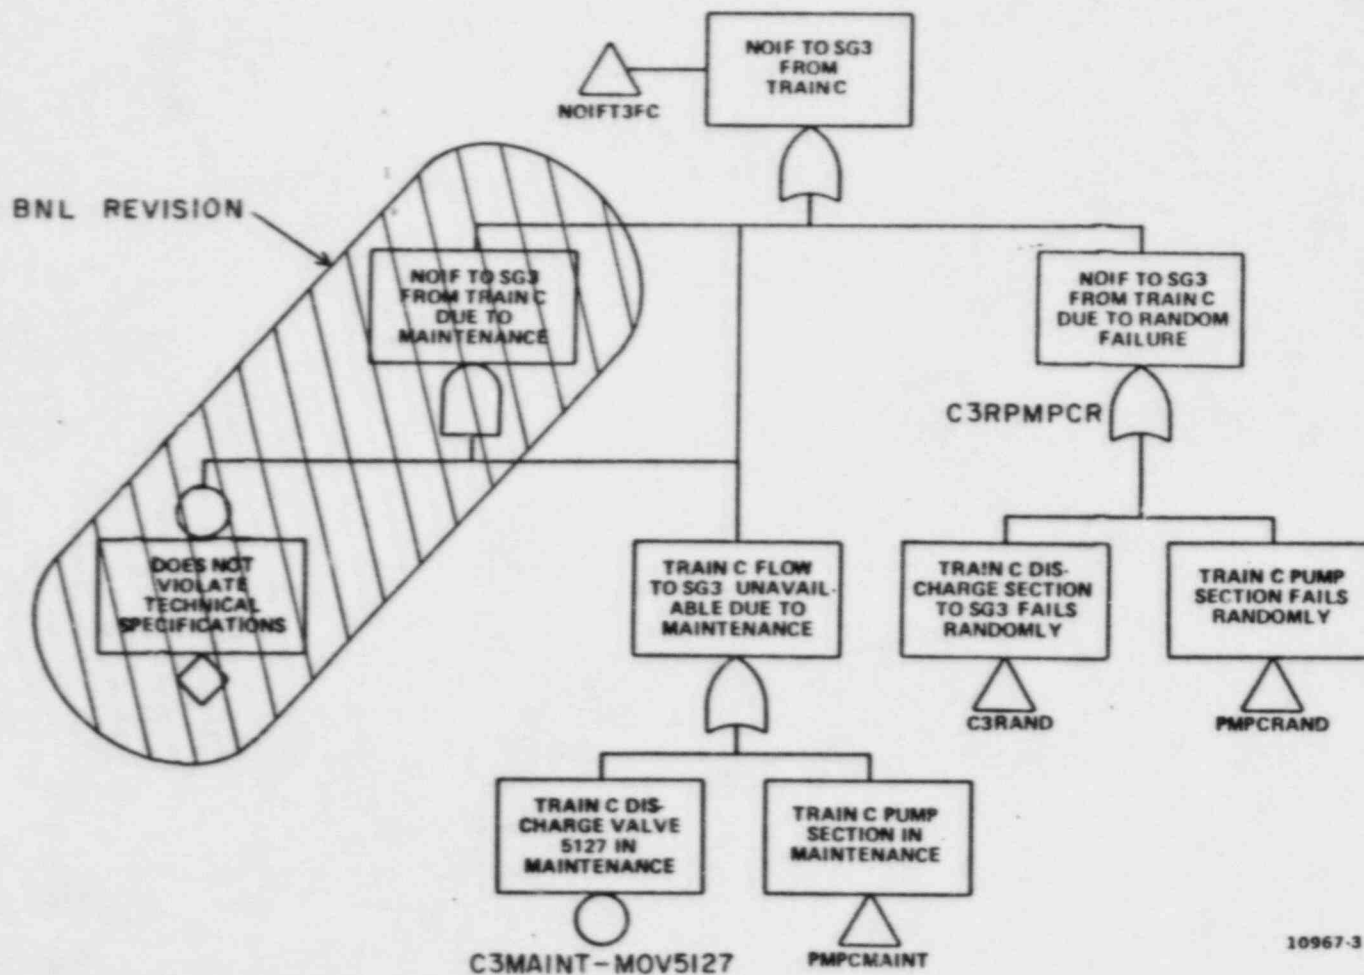 NOIF TO SG3
FROM
TRAIN C
NOIFT3FC
BNL REVISION
NOIF TO SG3
FROM TRAIN C
DUE TO
MAINTENANCE
NOIF TO SG3
FROM TRAIN C
DUE TO RANDOM
FAILURE
C3RPMPCR
DOES NOT
VIOLATE
TECHNICAL
SPECIFICATIONS
TRAIN C FLOW
TO SG3 UNAVAIL-
ABLE DUE TO
MAINTENANCE
TRAIN C DIS-
CHARGE SECTION
TO SG3 FAILS
RANDOMLY
TRAIN C PUMP
SECTION FAILS
RANDOMLY
C3RAND
PMPCRAND
TRAIN C DIS-
CHARGE VALVE
5127 IN
MAINTENANCE
TRAIN C PUMP
SECTION IN
MAINTENANCE
C3MAINT-MOV5127
PMPCMAINT
10967-3